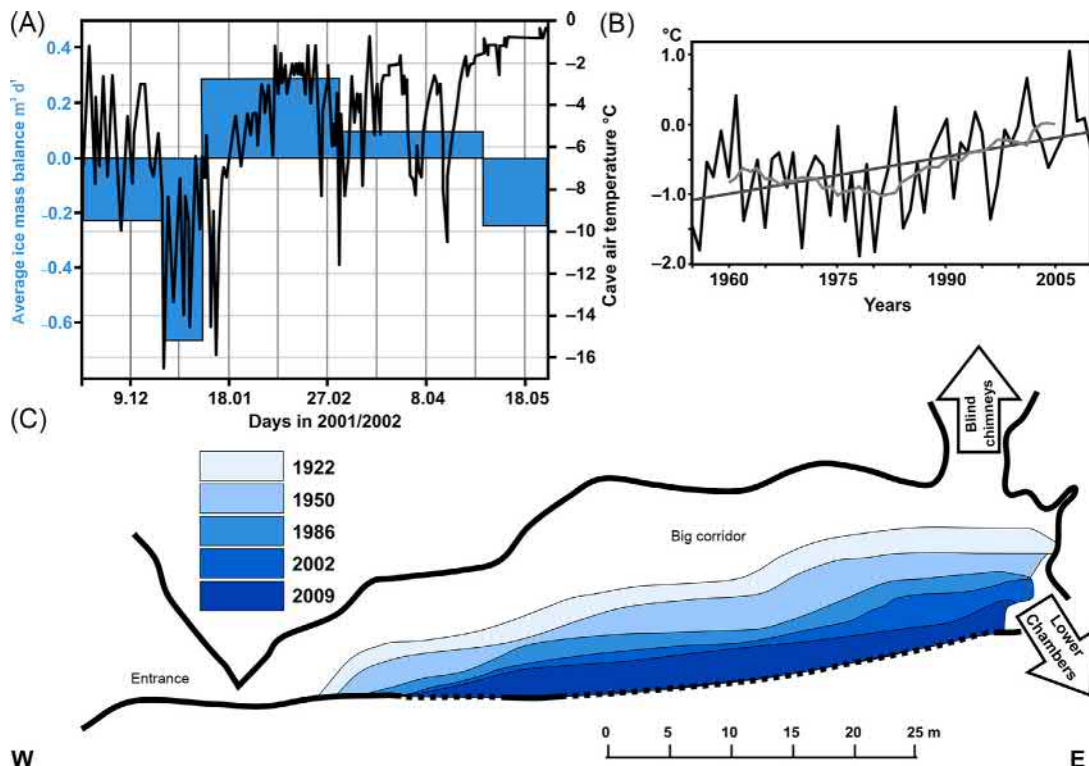 (A)
Average ice mass balance m³ d¹
0.4
0.2
0.0
−0.2
−0.4
−0.6
−0
−2
−4
−6
−8
−10
−12
−14
−16
Cave air temperature °C
9.12
18.01
27.02
8.04
18.05
Days in 2001/2002
(B)
°C
1.0
0.0
−1.0
−2.0
1960
1975
1990
2005
Years
(C)
1922
1950
1986
2002
2009
Blind
chimneys
Big corridor
Lower
Chambers
Entrance
0 5 10 15 20 25 m
W
E